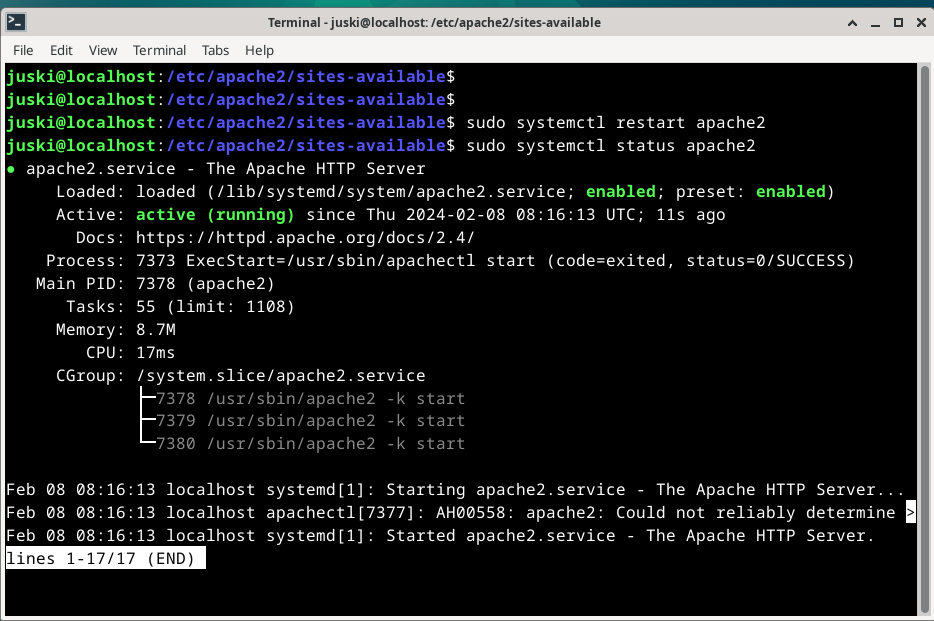 Terminal - juski@localhost: /etc/apache2/sites-available
File Edit View Terminal Tabs Help
juski@localhost:/etc/apache2/sites-available$
juski@localhost:/etc/apache2/sites-available$
juski@localhost:/etc/apache2/sites-available$ sudo systemctl restart apache2
juski@localhost:/etc/apache2/sites-available$ sudo systemctl status apache2
● apache2.service - The Apache HTTP Server
Loaded: loaded (/lib/systemd/system/apache2.service; enabled; preset: enabled)
Active: active (running) since Thu 2024-02-08 08:16:13 UTC; 11s ago
Docs: https://httpd.apache.org/docs/2.4/
Process: 7373 ExecStart=/usr/sbin/apachectl start (code=exited, status=0/SUCCESS)
Main PID: 7378 (apache2)
Tasks: 55 (limit: 1108)
Memory: 8.7M
CPU: 17ms
CGroup: /system.slice/apache2.service
├─7378 /usr/sbin/apache2 -k start
├─7379 /usr/sbin/apache2 -k start
└─7380 /usr/sbin/apache2 -k start
Feb 08 08:16:13 localhost systemd[1]: Starting apache2.service - The Apache HTTP Server...
Feb 08 08:16:13 localhost apachectl[7377]: AH00558: apache2: Could not reliably determine >
Feb 08 08:16:13 localhost systemd[1]: Started apache2.service - The Apache HTTP Server.
lines 1-17/17 (END)